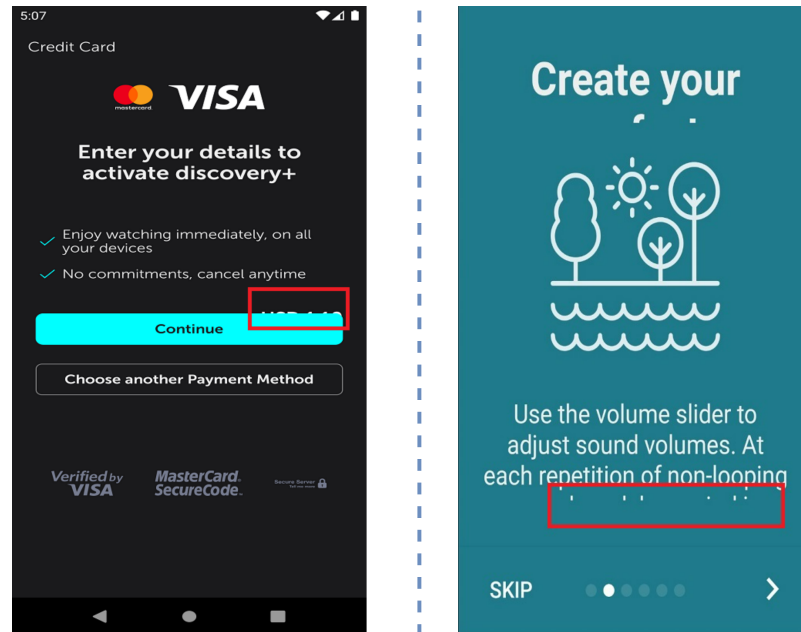 5:07
Credit Card
mastercard
VISA
Enter your details to
activate discovery+
Enjoy watching immediately, on all
your devices
No commitments, cancel anytime
Continue
Choose another Payment Method
Verified by
VISA
MasterCard.
SecureCode.
Secure Server
Create your
Use the volume slider to
adjust sound volumes. At
each repetition of non-looping
SKIP